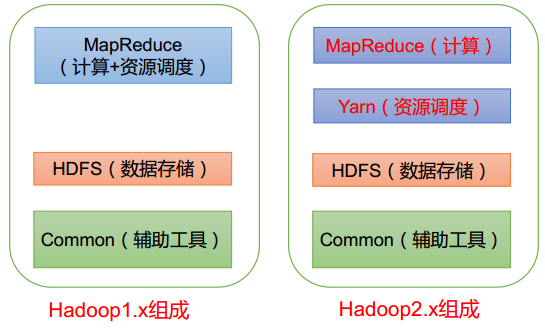 MapReduce
（计算+资源调度）
HDFS（数据存储）
Common（辅助工具）
Hadoop1.x组成
MapReduce（计算）
Yarn（资源调度）
HDFS（数据存储）
Common（辅助工具）
Hadoop2.x组成